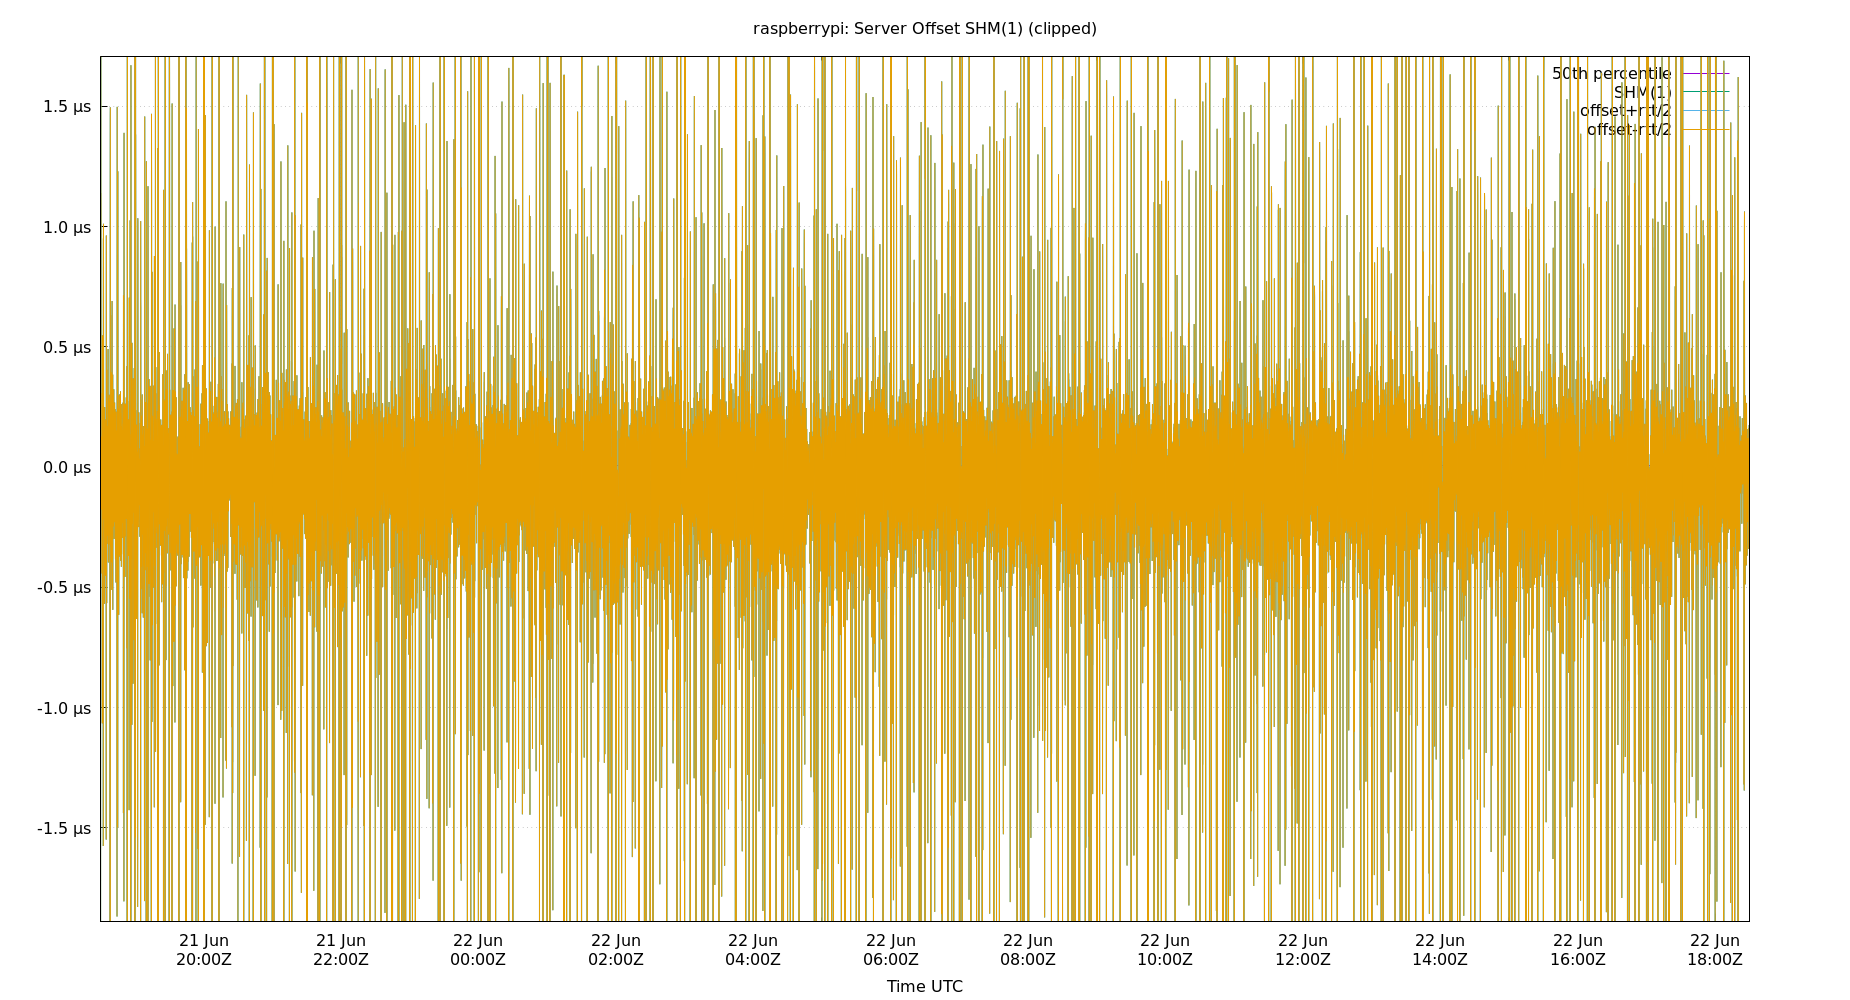 raspberrypi: Server Offset SHM(1) (clipped)
50th percentile
SHM(1)
offset+rtt/2
offset-rtt/2
1.5 μs
1.0 μs
0.5 μs
0.0 μs
-0.5 μs
-1.0 μs
-1.5 μs
21 Jun 21 Jun 22 Jun 22 Jun 22 Jun 22 Jun 22 Jun 22 Jun 22 Jun 22 Jun 22 Jun 22 Jun
20:00Z 22:00Z 00:00Z 02:00Z 04:00Z 06:00Z 08:00Z 10:00Z 12:00Z 14:00Z 16:00Z 18:00Z
Time UTC